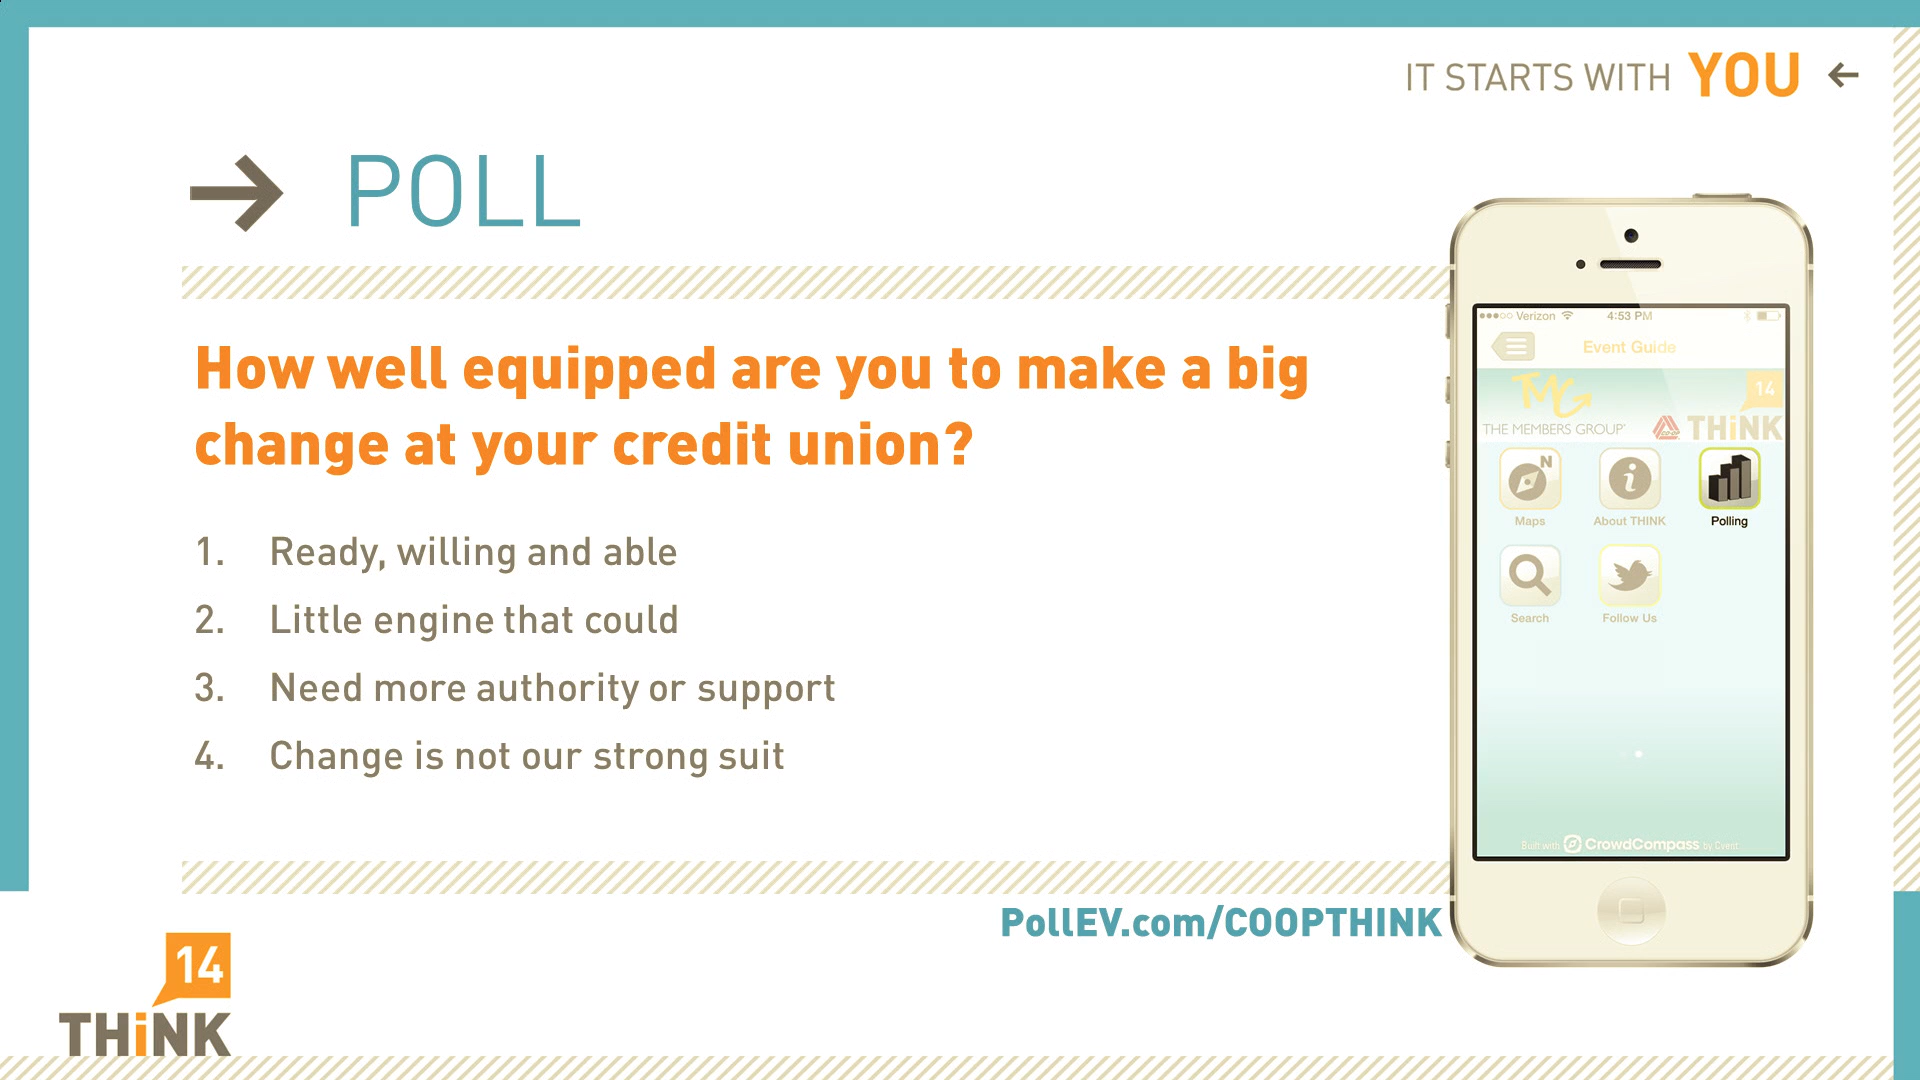 IT STARTS WITH YOU
POLL
How well equipped are you to make a big
change at your credit union?
1. Ready, willing and able
2. Little engine that could
3. Need more authority or support
4. Change is not our strong suit
Verizon 4:53 PM
Event Guide
TMG
14
THE MEMBERS GROUP
CO-OP THiNK
N
Maps About THINK Polling
Search Follow Us
Built with CrowdCompass by Cvent
PollEV.com/COOPTHINK
14
THiNK